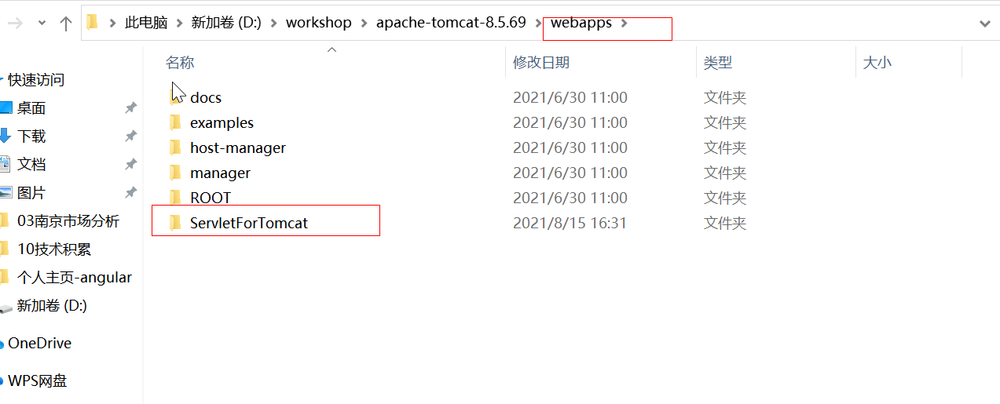 此电脑 新加卷 (D:) workshop apache-tomcat-8.5.69 webapps
名称 修改日期 类型 大小
快速访问
桌面
下载
文档
图片
03南京市场分析
10技术积累
个人主页-angular
新加卷 (D:)
OneDrive
WPS网盘
docs 2021/6/30 11:00 文件夹
examples 2021/6/30 11:00 文件夹
host-manager 2021/6/30 11:00 文件夹
manager 2021/6/30 11:00 文件夹
ROOT 2021/6/30 11:00 文件夹
ServletForTomcat 2021/8/15 16:31 文件夹